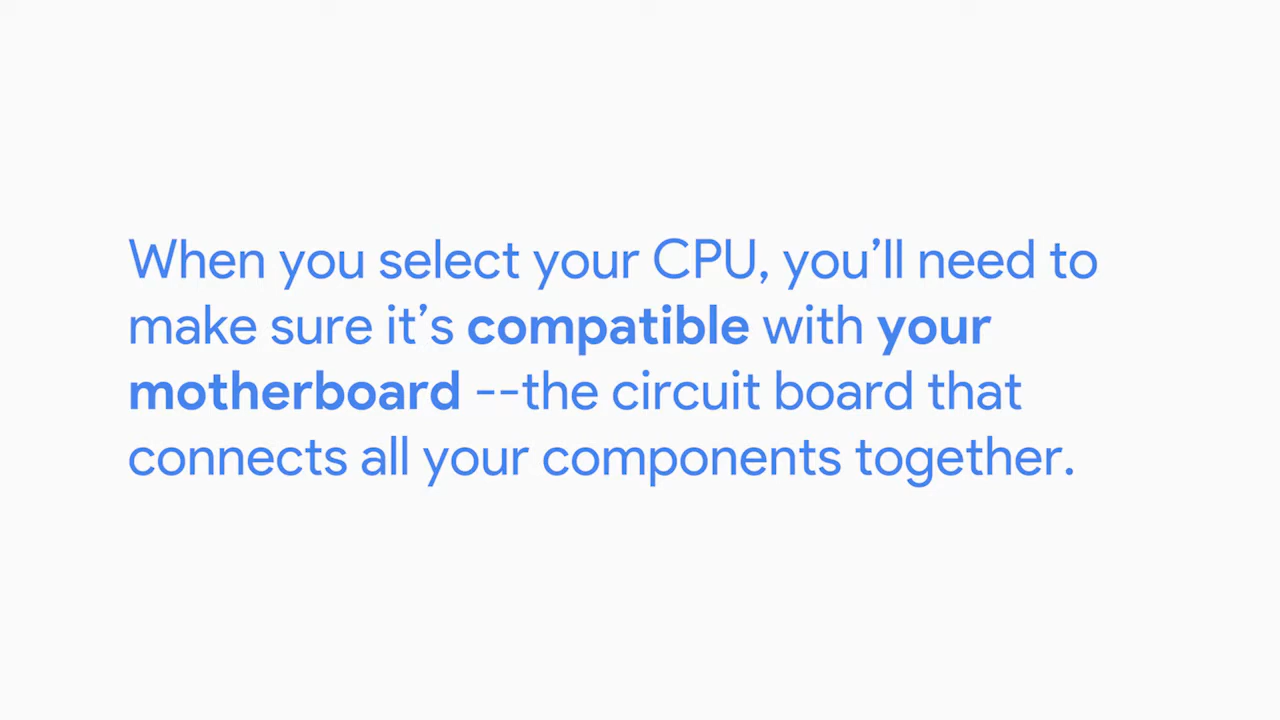 When you select your CPU, you’ll need to
make sure it’s compatible with your
motherboard --the circuit board that
connects all your components together.